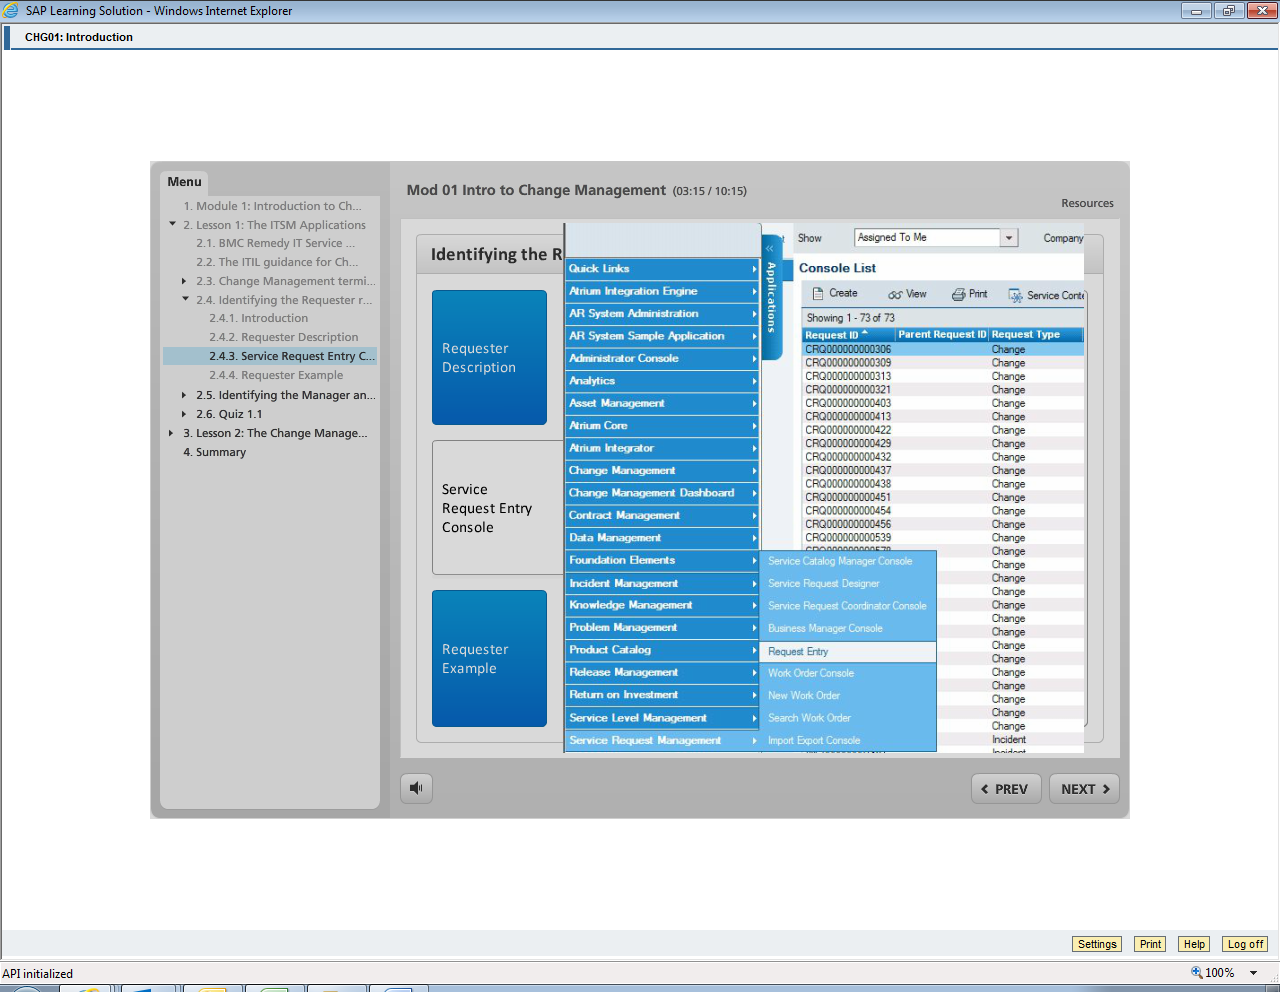 SAP Learning Solution - Windows Internet Explorer
CHG01: Introduction
Menu
1. Module 1: Introduction to Ch...
2. Lesson 1: The ITSM Applications
2.1. BMC Remedy IT Service ...
2.2. The ITIL guidance for Ch...
2.3. Change Management termi...
2.4. Identifying the Requester r...
2.4.1. Introduction
2.4.2. Requester Description
2.4.3. Service Request Entry C...
2.4.4. Requester Example
2.5. Identifying the Manager an...
2.6. Quiz 1.1
3. Lesson 2: The Change Manage...
4. Summary
Mod 01 Intro to Change Management (03:15 / 10:15)
Resources
Identifying the R
Requester
Description
Service
Request Entry
Console
Requester
Example
Quick Links
Atrium Integration Engine
AR System Administration
AR System Sample Application
Administrator Console
Analytics
Asset Management
Atrium Core
Atrium Integrator
Change Management
Change Management Dashboard
Contract Management
Data Management
Foundation Elements
Incident Management
Knowledge Management
Problem Management
Product Catalog
Release Management
Return on Investment
Service Level Management
Service Request Management
Service Catalog Manager Console
Service Request Designer
Service Request Coordinator Console
Business Manager Console
Request Entry
Work Order Console
New Work Order
Search Work Order
Import Export Console
Applications
Show Assigned To Me Company
Console List
Create View Print Service Conte
Showing 1 - 73 of 73
Request ID Parent Request ID Request Type
CRQ000000000306 Change
CRQ000000000309 Change
CRQ000000000313 Change
CRQ000000000321 Change
CRQ000000000403 Change
CRQ000000000413 Change
CRQ000000000422 Change
CRQ000000000429 Change
CRQ000000000432 Change
CRQ000000000437 Change
CRQ000000000438 Change
CRQ000000000451 Change
CRQ000000000454 Change
CRQ000000000456 Change
CRQ000000000539 Change
CRQ000000000578 Change
Change
Change
Change
Change
Change
Change
Change
Change
Change
Change
Change
Change
Change
Incident
Incident
PREV NEXT
Settings Print Help Log off
API initialized
100%